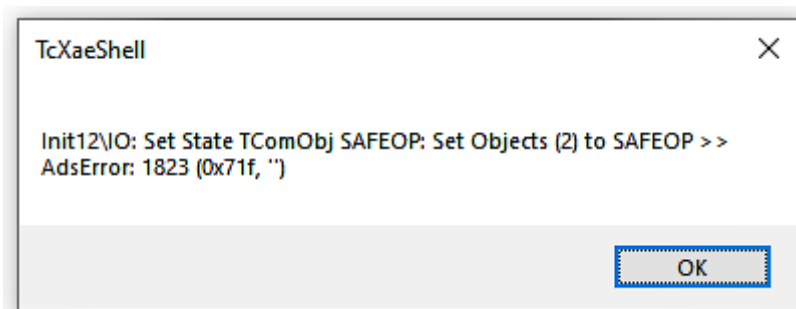 TcXaeShell
Init12\IO: Set State TComObj SAFEOP: Set Objects (2) to SAFEOP >>
AdsError: 1823 (0x71f, '')
OK